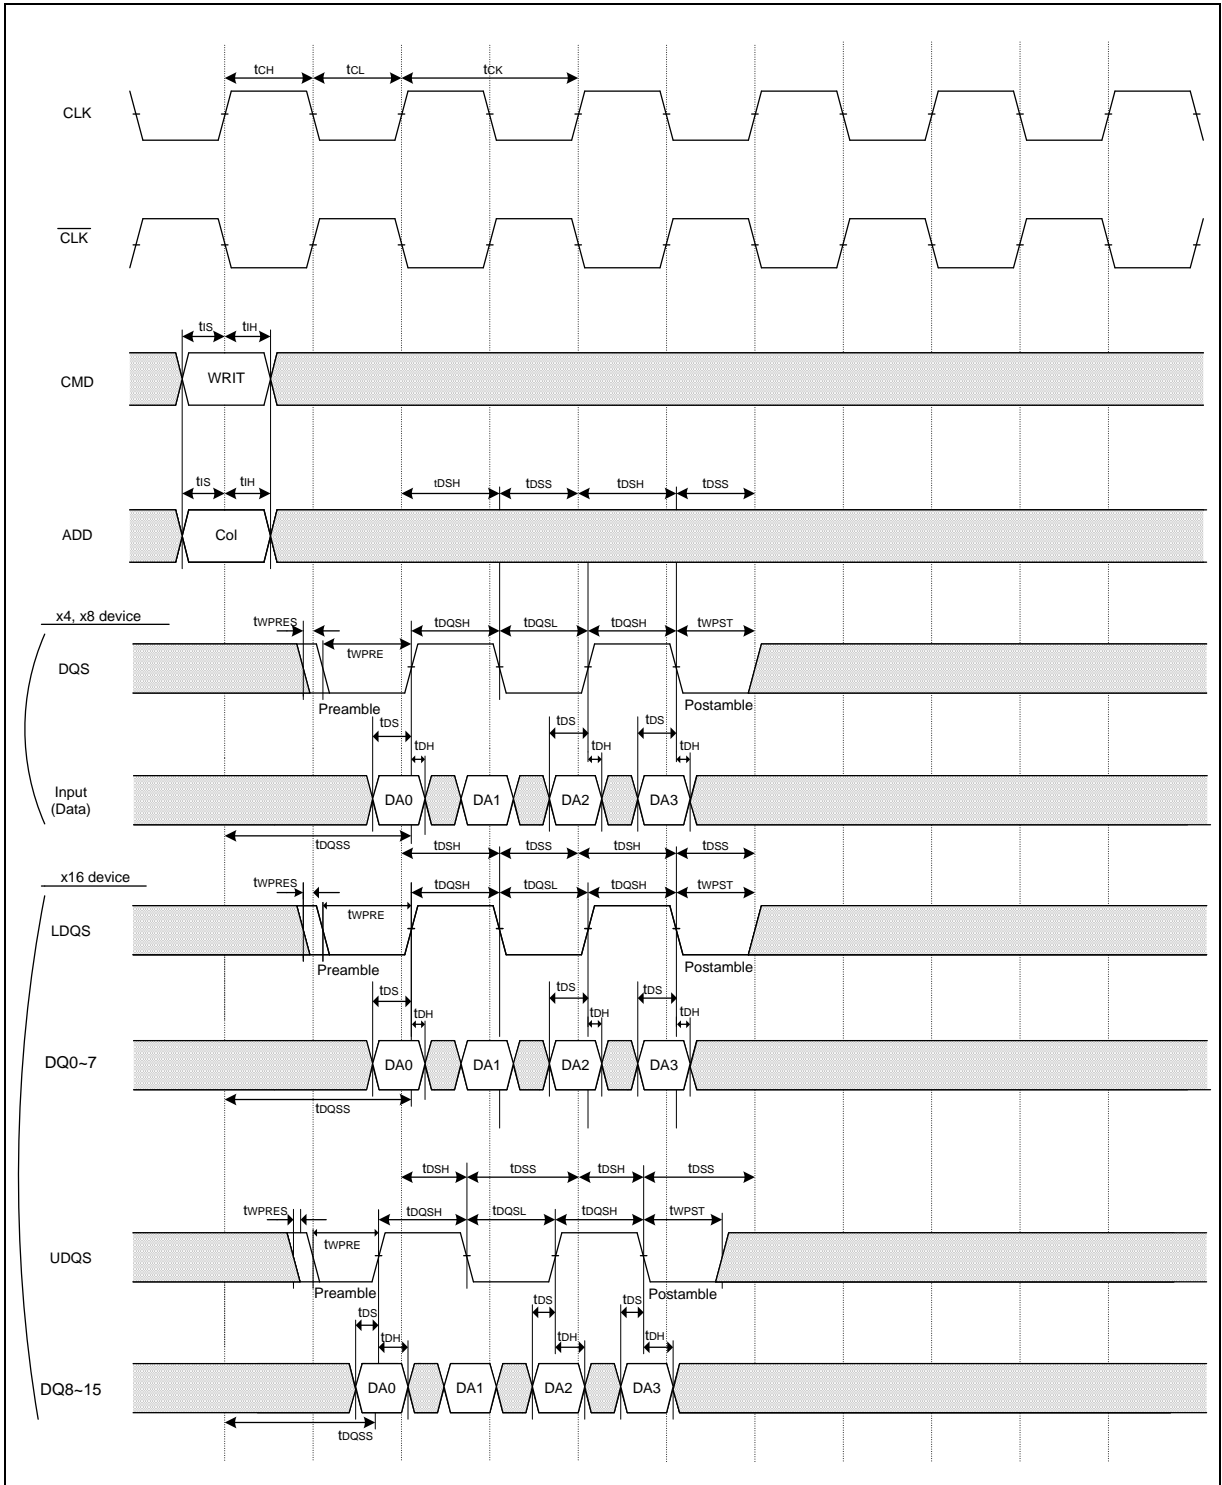 tCH tCL tCK
CLK
CLK
tIS tIH
CMD WRIT
tIS tIH tDSH tDSS tDSH tDSS
ADD Col
x4, x8 device
tWPRES tDQSH tDQSL tDQSH tWPST
tWPRE
DQS
Preamble Postamble
tDS tDS tDS
tDH tDH tDH
Input
(Data)
DA0 DA1 DA2 DA3
tDQSS
tDSH tDSS tDSH tDSS
x16 device
tWPRES tDQSH tDQSL tDQSH tWPST
tWPRE
LDQS
Preamble Postamble
tDS tDS tDS
tDH tDH tDH
DQ0~7 DA0 DA1 DA2 DA3
tDQSS
tDSH tDSS tDSH tDSS
tWPRES tDQSH tDQSL tDQSH tWPST
tWPRE
UDQS
Preamble Postamble
tDS tDS tDS
tDH tDH tDH
DQ8~15 DA0 DA1 DA2 DA3
tDQSS